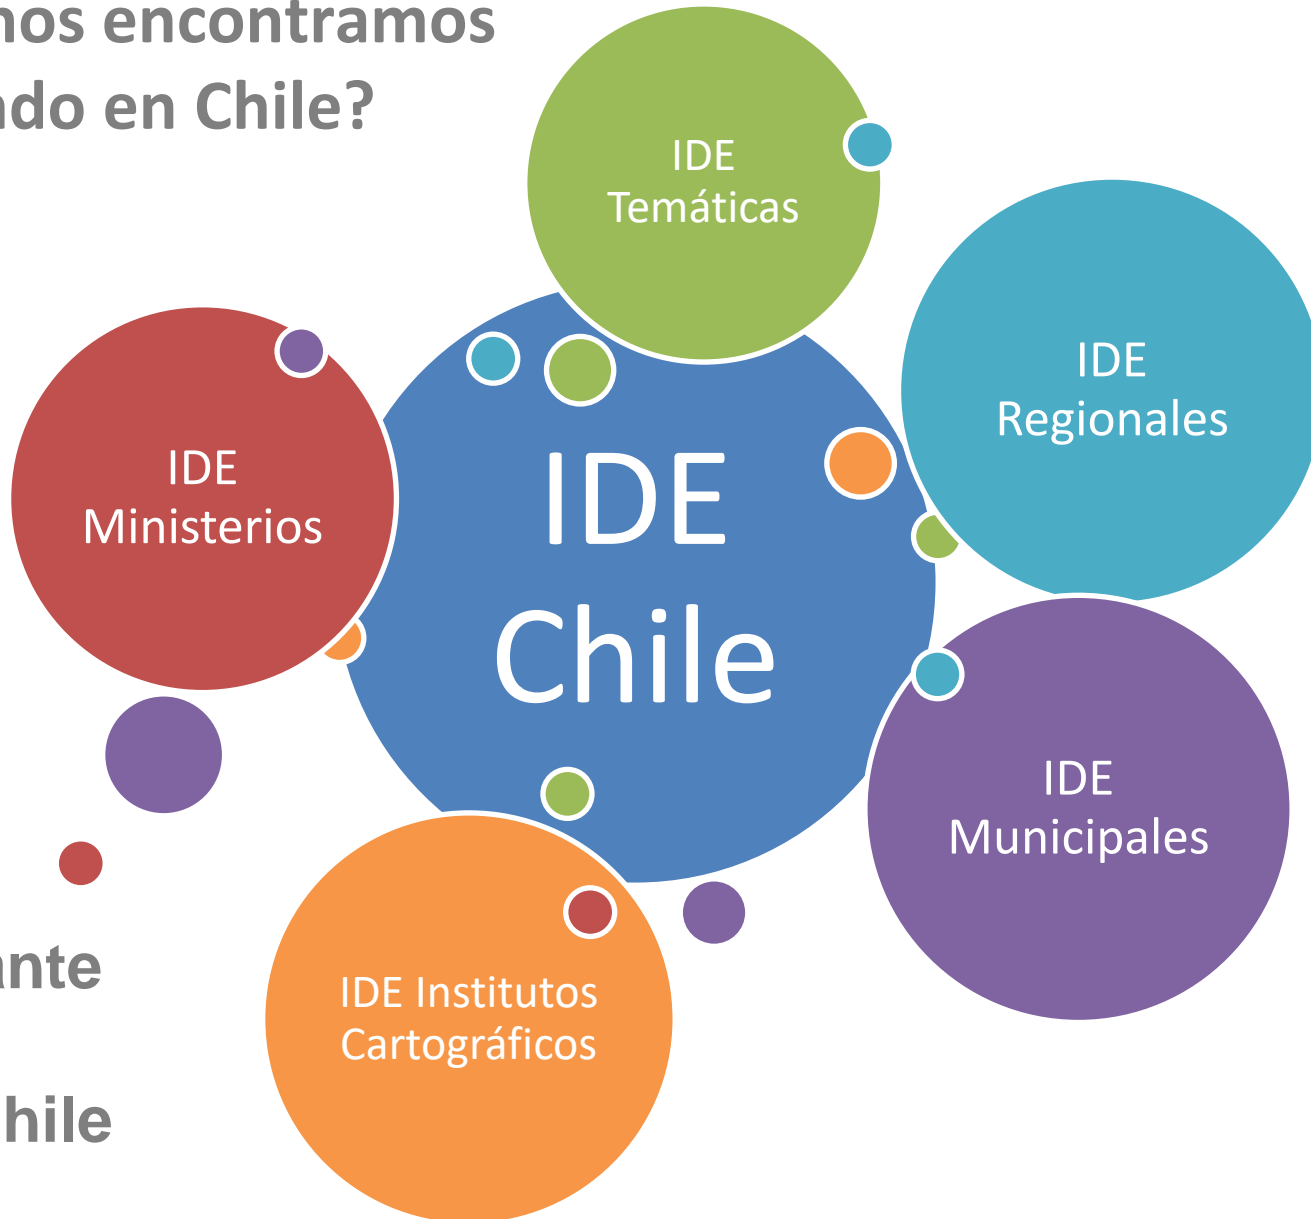 nos encontramos
ndo en Chile?
IDE
Temáticas
IDE
Regionales
IDE
Ministerios
IDE
Chile
IDE
Municipales
ante
IDE Institutos
Cartográficos
hile